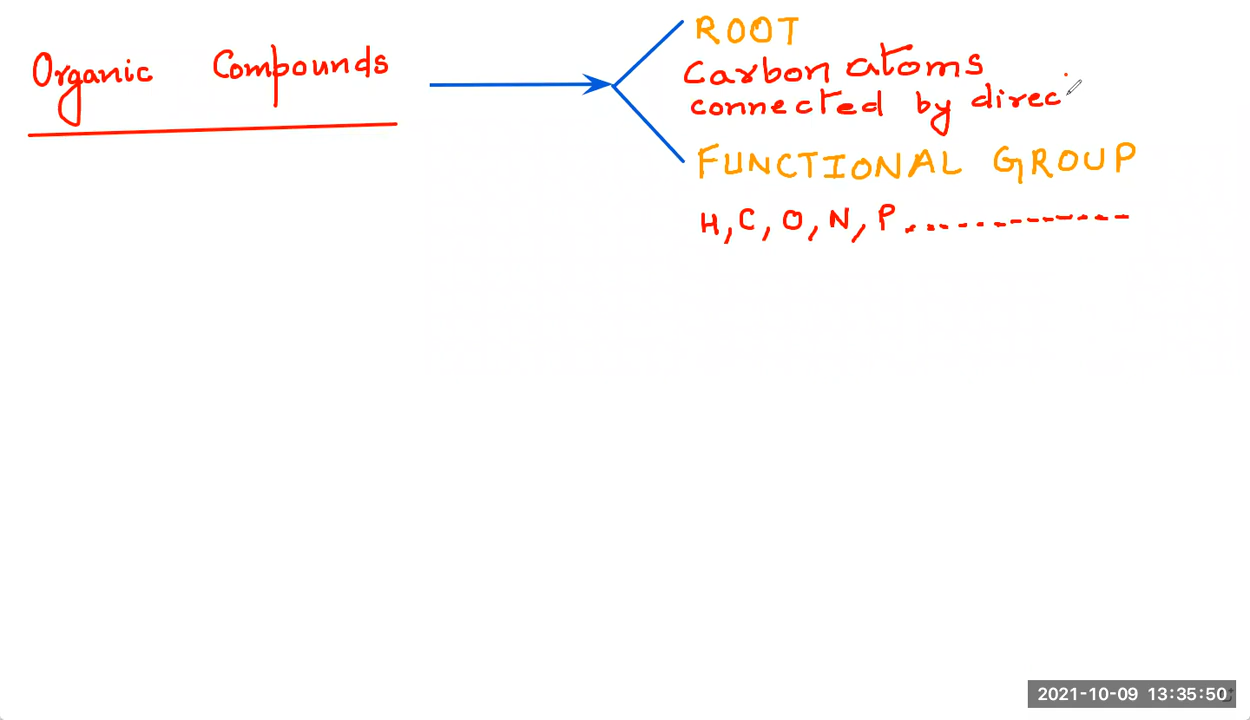 Organic Compounds
ROOT
Carbon atoms
connected by direc
FUNCTIONAL GROUP
H, C, O, N, P..............
2021-10-09 13:35:50